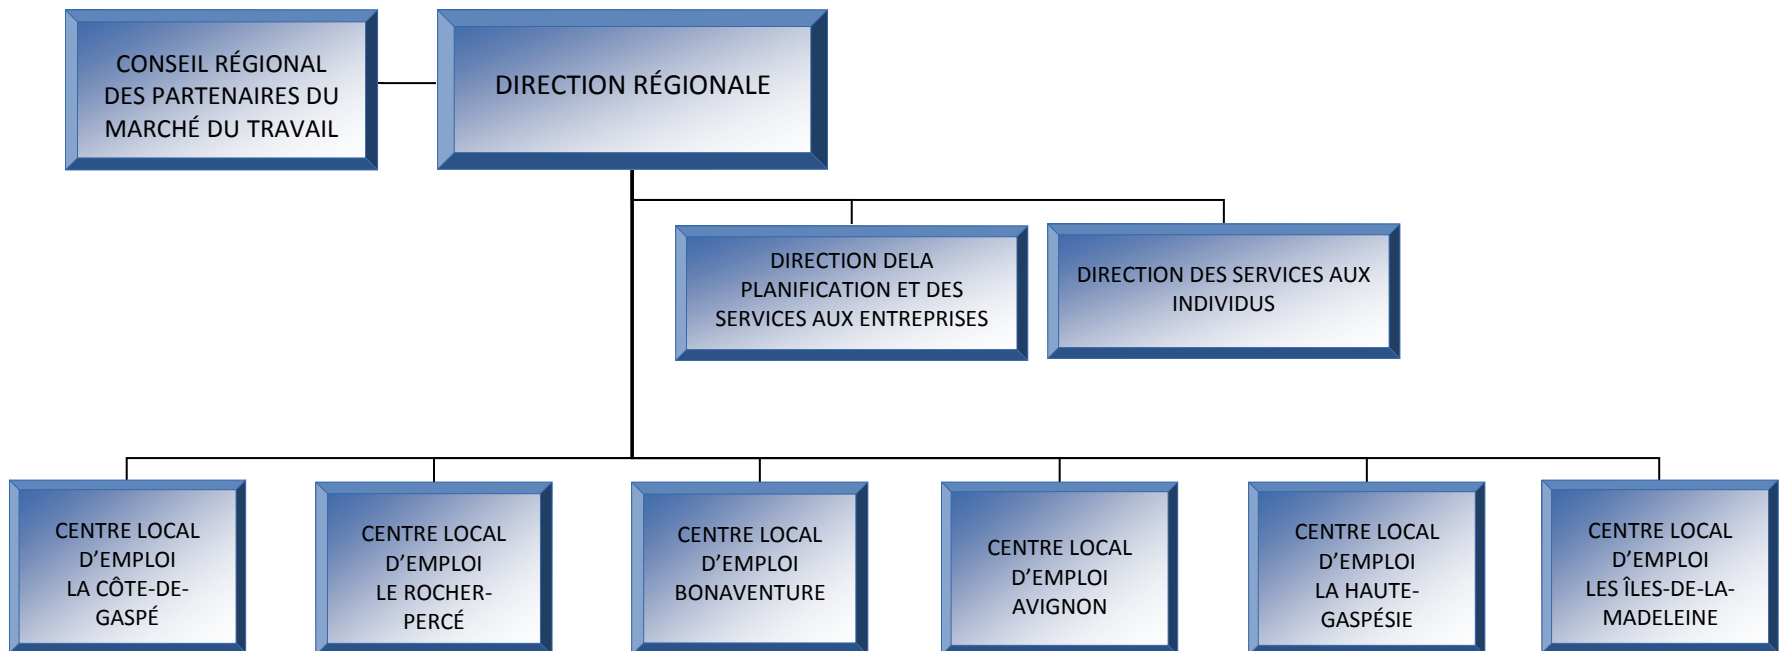 CONSEIL RÉGIONAL
DES PARTENAIRES DU
MARCHÉ DU TRAVAIL
DIRECTION RÉGIONALE
DIRECTION DELA
PLANIFICATION ET DES
SERVICES AUX ENTREPRISES
DIRECTION DES SERVICES AUX
INDIVIDUS
CENTRE LOCAL
D’EMPLOI
LA CÔTE-DE-
GASPÉ
CENTRE LOCAL
D’EMPLOI
LE ROCHER-
PERCÉ
CENTRE LOCAL
D’EMPLOI
BONAVENTURE
CENTRE LOCAL
D’EMPLOI
AVIGNON
CENTRE LOCAL
D’EMPLOI
LA HAUTE-
GASPÉSIE
CENTRE LOCAL
D’EMPLOI
LES ÎLES-DE-LA-
MADELEINE